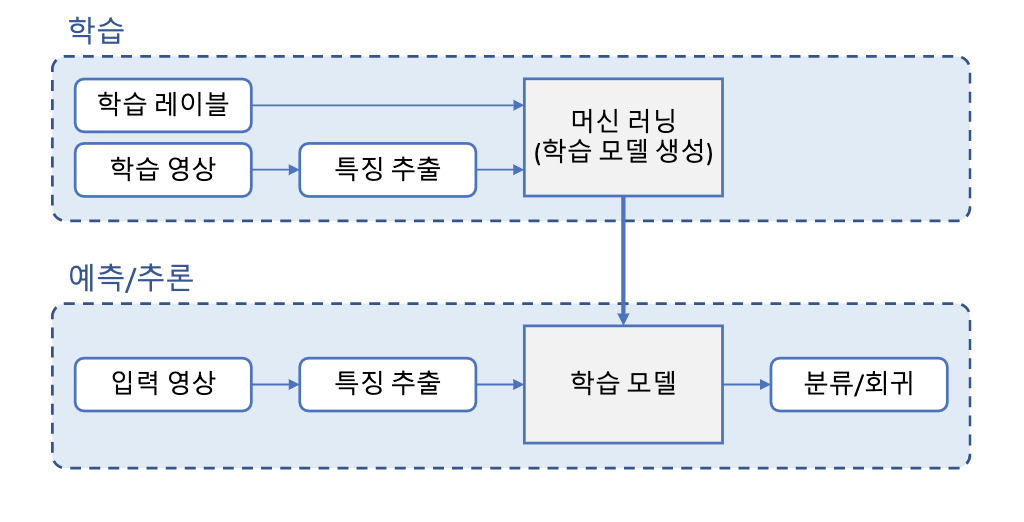 학습
학습 레이블
머신 러닝
(학습 모델 생성)
학습 영상
특징 추출
예측/추론
입력 영상
특징 추출
학습 모델
분류/회귀